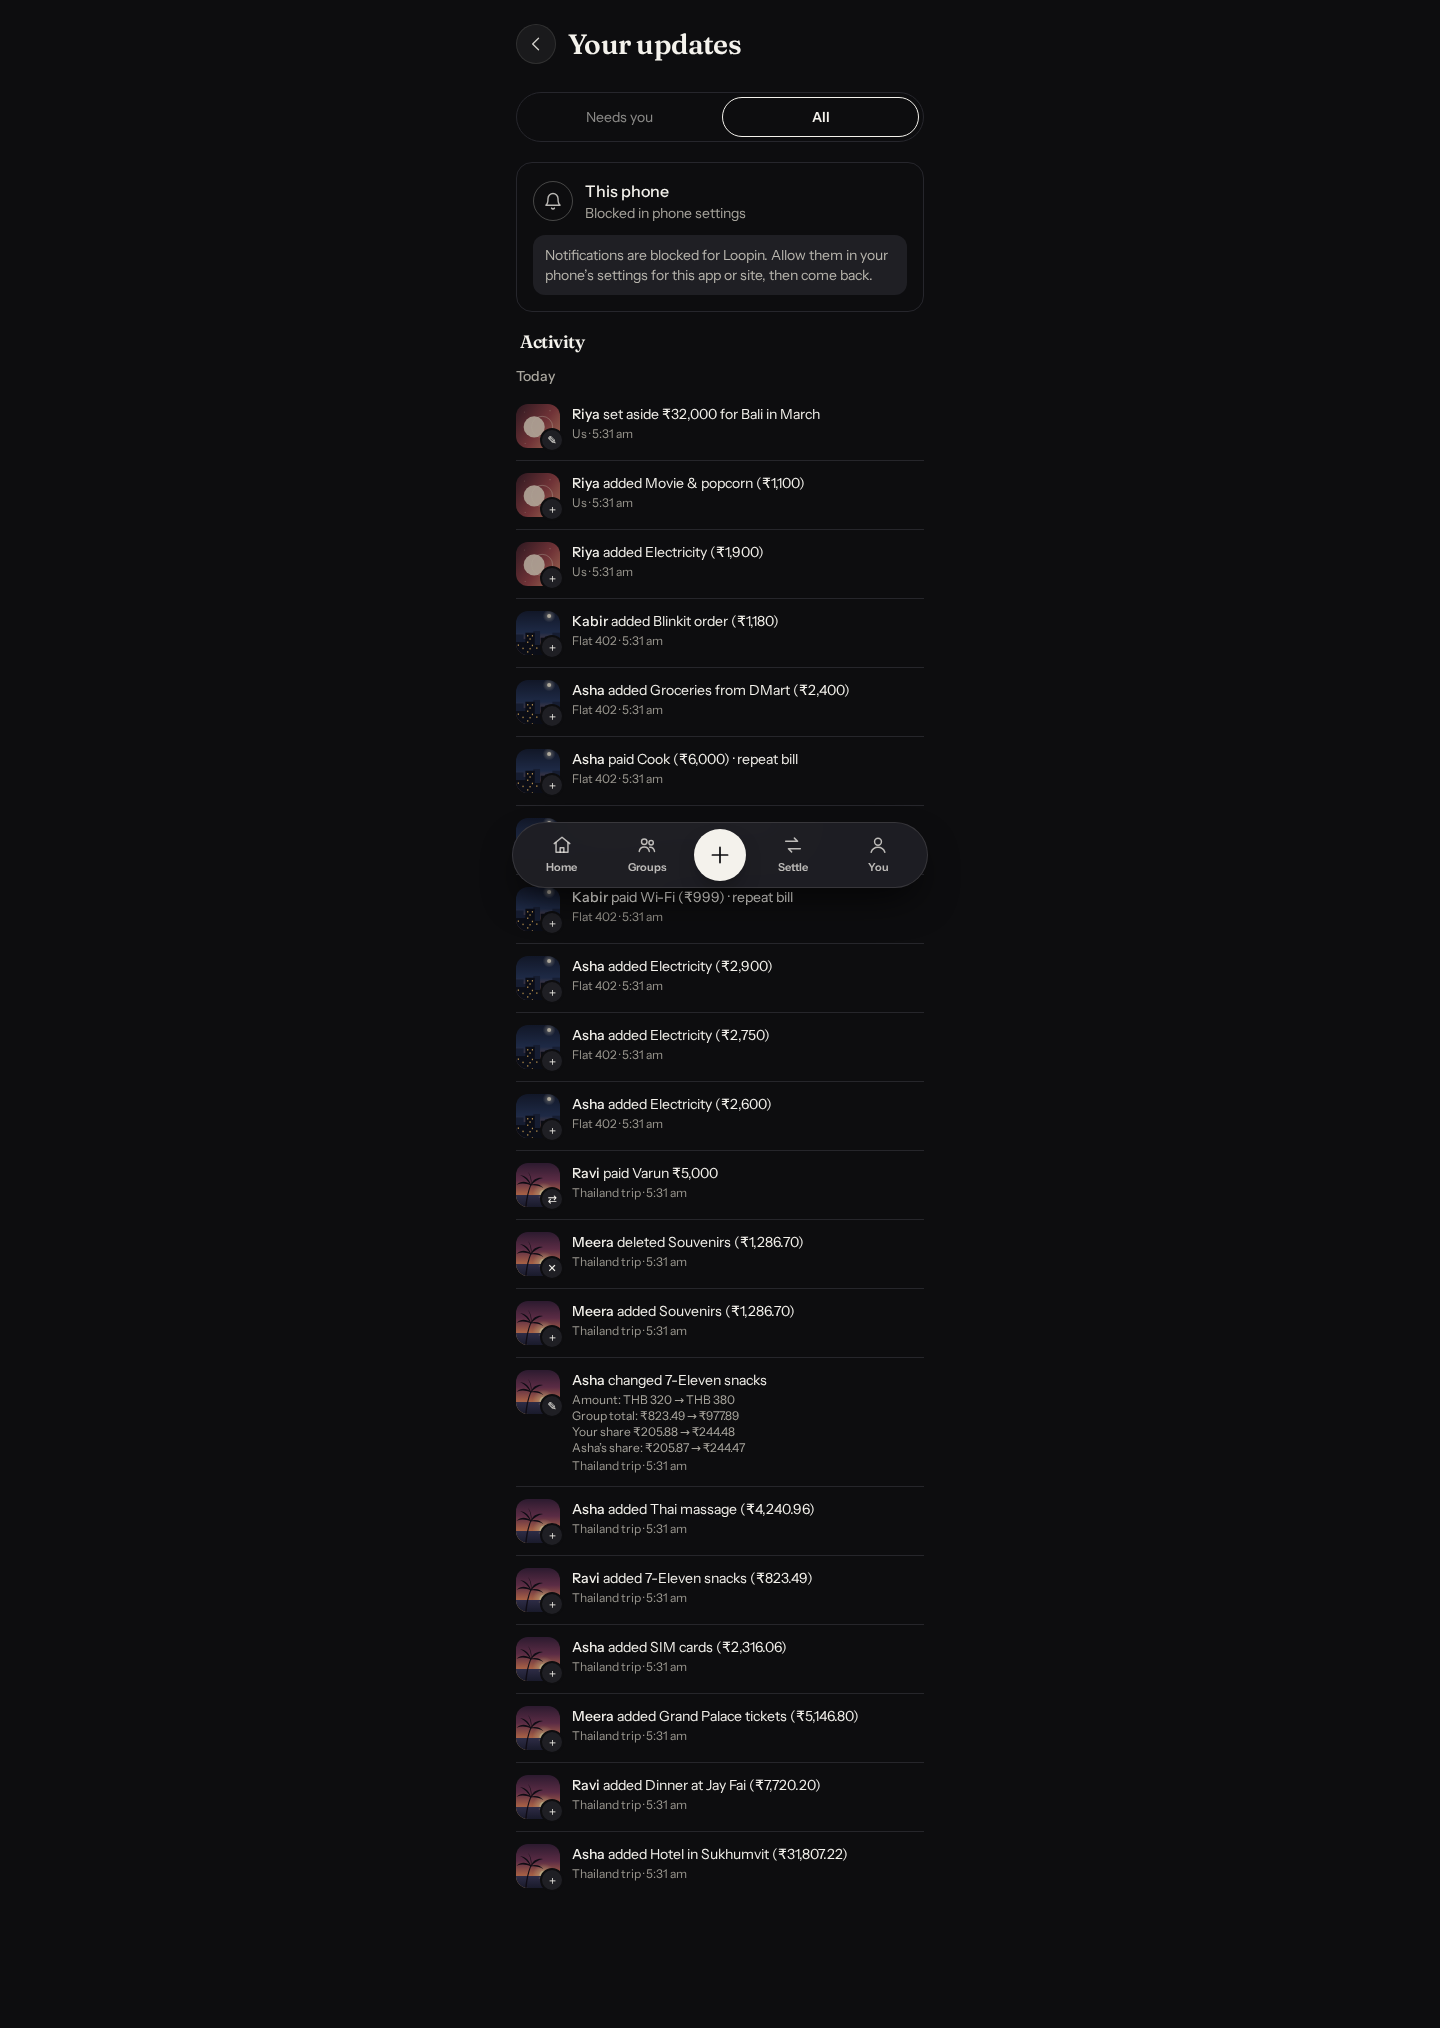 Your updates
Needs you
All
This phone
Blocked in phone settings
Notifications are blocked for Loopin. Allow them in your
phone's settings for this app or site, then come back.
Activity
Today
Riya set aside ₹32,000 for Bali in March
Us · 5:31 am
Riya added Movie & popcorn (₹1,100)
Us · 5:31 am
Riya added Electricity (₹1,900)
Us · 5:31 am
Kabir added Blinkit order (₹1,180)
Flat 402 · 5:31 am
Asha added Groceries from DMart (₹2,400)
Flat 402 · 5:31 am
Asha paid Cook (₹6,000) · repeat bill
Flat 402 · 5:31 am
Home
Groups
Settle
You
Kabir paid Wi-Fi (₹999) · repeat bill
Flat 402 · 5:31 am
Asha added Electricity (₹2,900)
Flat 402 · 5:31 am
Asha added Electricity (₹2,750)
Flat 402 · 5:31 am
Asha added Electricity (₹2,600)
Flat 402 · 5:31 am
Ravi paid Varun ₹5,000
Thailand trip · 5:31 am
Meera deleted Souvenirs (₹1,286.70)
Thailand trip · 5:31 am
Meera added Souvenirs (₹1,286.70)
Thailand trip · 5:31 am
Asha changed 7-Eleven snacks
Amount: THB 320 → THB 380
Group total: ₹823.49 → ₹977.89
Your share ₹205.88 → ₹244.48
Asha's share: ₹205.87 → ₹244.47
Thailand trip · 5:31 am
Asha added Thai massage (₹4,240.96)
Thailand trip · 5:31 am
Ravi added 7-Eleven snacks (₹823.49)
Thailand trip · 5:31 am
Asha added SIM cards (₹2,316.06)
Thailand trip · 5:31 am
Meera added Grand Palace tickets (₹5,146.80)
Thailand trip · 5:31 am
Ravi added Dinner at Jay Fai (₹7,720.20)
Thailand trip · 5:31 am
Asha added Hotel in Sukhumvit (₹31,807.22)
Thailand trip · 5:31 am